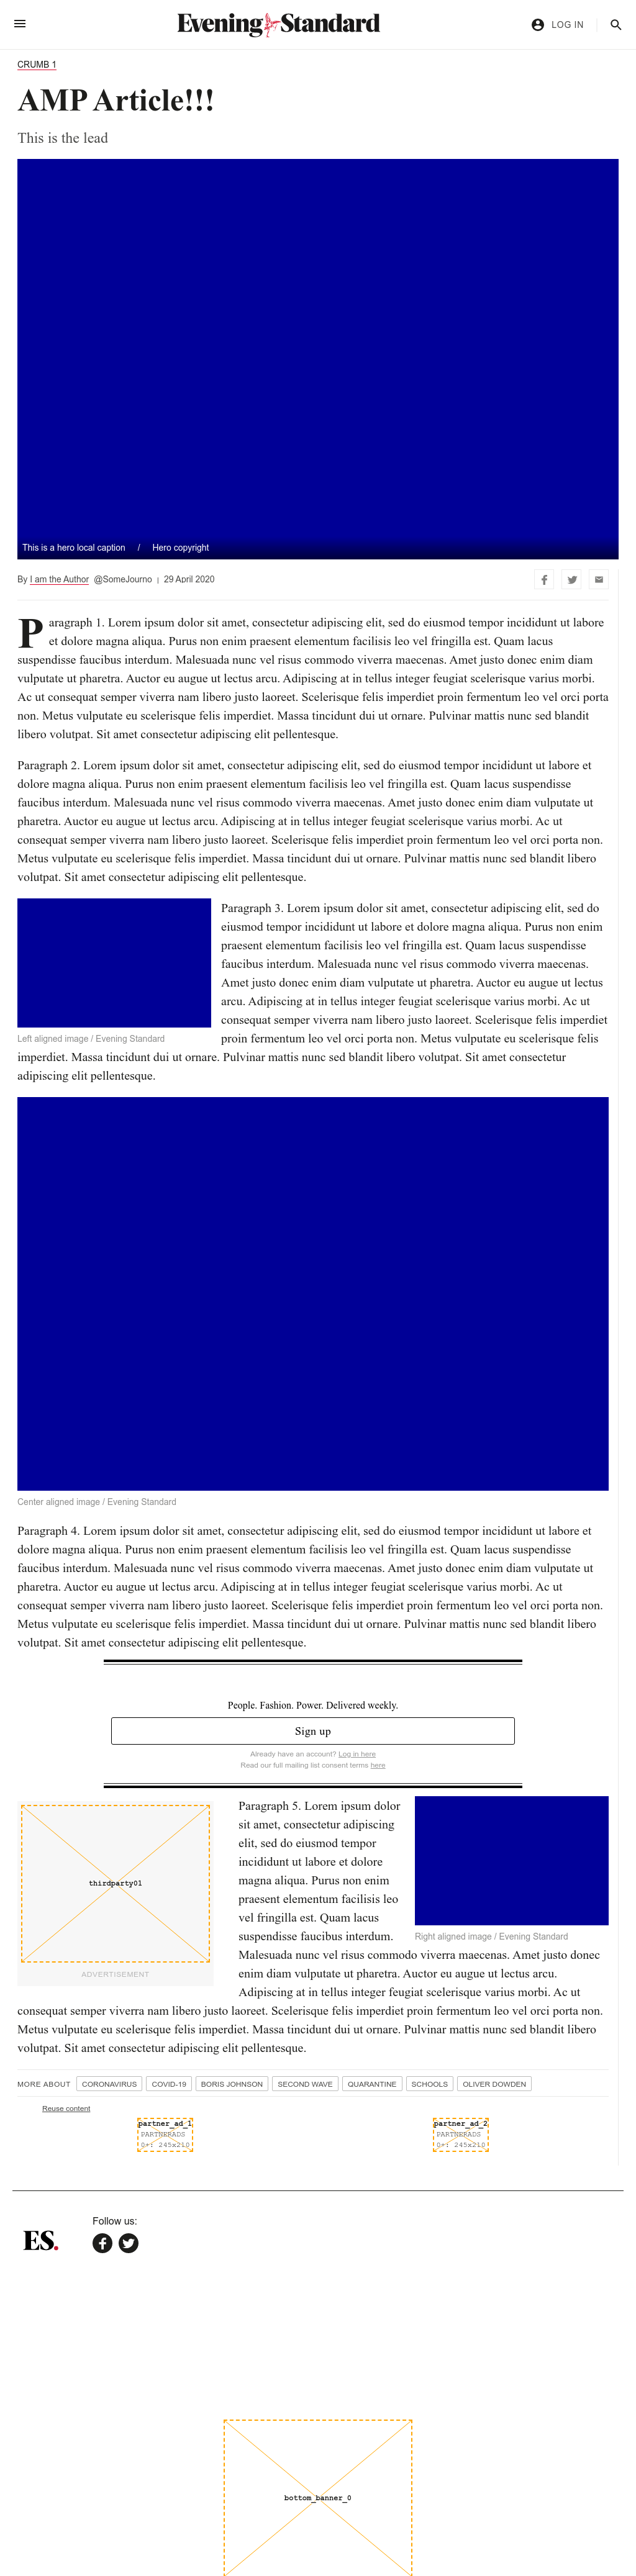 Evening Standard
LOG IN
CRUMB 1
AMP Article!!!
This is the lead
This is a hero local caption / Hero copyright
By I am the Author @SomeJourno | 29 April 2020
Paragraph 1. Lorem ipsum dolor sit amet, consectetur adipiscing elit, sed do eiusmod tempor incididunt ut labore
et dolore magna aliqua. Purus non enim praesent elementum facilisis leo vel fringilla est. Quam lacus
suspendisse faucibus interdum. Malesuada nunc vel risus commodo viverra maecenas. Amet justo donec enim diam
vulputate ut pharetra. Auctor eu augue ut lectus arcu. Adipiscing at in tellus integer feugiat scelerisque varius morbi.
Ac ut consequat semper viverra nam libero justo laoreet. Scelerisque felis imperdiet proin fermentum leo vel orci porta
non. Metus vulputate eu scelerisque felis imperdiet. Massa tincidunt dui ut ornare. Pulvinar mattis nunc sed blandit
libero volutpat. Sit amet consectetur adipiscing elit pellentesque.
Paragraph 2. Lorem ipsum dolor sit amet, consectetur adipiscing elit, sed do eiusmod tempor incididunt ut labore et
dolore magna aliqua. Purus non enim praesent elementum facilisis leo vel fringilla est. Quam lacus suspendisse
faucibus interdum. Malesuada nunc vel risus commodo viverra maecenas. Amet justo donec enim diam vulputate ut
pharetra. Auctor eu augue ut lectus arcu. Adipiscing at in tellus integer feugiat scelerisque varius morbi. Ac ut
consequat semper viverra nam libero justo laoreet. Scelerisque felis imperdiet proin fermentum leo vel orci porta non.
Metus vulputate eu scelerisque felis imperdiet. Massa tincidunt dui ut ornare. Pulvinar mattis nunc sed blandit libero
volutpat. Sit amet consectetur adipiscing elit pellentesque.
Left aligned image / Evening Standard
Paragraph 3. Lorem ipsum dolor sit amet, consectetur adipiscing elit, sed do
eiusmod tempor incididunt ut labore et dolore magna aliqua. Purus non enim
praesent elementum facilisis leo vel fringilla est. Quam lacus suspendisse
faucibus interdum. Malesuada nunc vel risus commodo viverra maecenas.
Amet justo donec enim diam vulputate ut pharetra. Auctor eu augue ut lectus
arcu. Adipiscing at in tellus integer feugiat scelerisque varius morbi. Ac ut
consequat semper viverra nam libero justo laoreet. Scelerisque felis imperdiet
proin fermentum leo vel orci porta non. Metus vulputate eu scelerisque felis
imperdiet. Massa tincidunt dui ut ornare. Pulvinar mattis nunc sed blandit libero volutpat. Sit amet consectetur
adipiscing elit pellentesque.
Center aligned image / Evening Standard
Paragraph 4. Lorem ipsum dolor sit amet, consectetur adipiscing elit, sed do eiusmod tempor incididunt ut labore et
dolore magna aliqua. Purus non enim praesent elementum facilisis leo vel fringilla est. Quam lacus suspendisse
faucibus interdum. Malesuada nunc vel risus commodo viverra maecenas. Amet justo donec enim diam vulputate ut
pharetra. Auctor eu augue ut lectus arcu. Adipiscing at in tellus integer feugiat scelerisque varius morbi. Ac ut
consequat semper viverra nam libero justo laoreet. Scelerisque felis imperdiet proin fermentum leo vel orci porta non.
Metus vulputate eu scelerisque felis imperdiet. Massa tincidunt dui ut ornare. Pulvinar mattis nunc sed blandit libero
volutpat. Sit amet consectetur adipiscing elit pellentesque.
People. Fashion. Power. Delivered weekly.
Sign up
Already have an account? Log in here
Read our full mailing list consent terms here
thirdparty01
ADVERTISEMENT
Right aligned image / Evening Standard
Paragraph 5. Lorem ipsum dolor
sit amet, consectetur adipiscing
elit, sed do eiusmod tempor
incididunt ut labore et dolore
magna aliqua. Purus non enim
praesent elementum facilisis leo
vel fringilla est. Quam lacus
suspendisse faucibus interdum.
Malesuada nunc vel risus commodo viverra maecenas. Amet justo donec
enim diam vulputate ut pharetra. Auctor eu augue ut lectus arcu.
Adipiscing at in tellus integer feugiat scelerisque varius morbi. Ac ut
consequat semper viverra nam libero justo laoreet. Scelerisque felis imperdiet proin fermentum leo vel orci porta non.
Metus vulputate eu scelerisque felis imperdiet. Massa tincidunt dui ut ornare. Pulvinar mattis nunc sed blandit libero
volutpat. Sit amet consectetur adipiscing elit pellentesque.
MORE ABOUT CORONAVIRUS COVID-19 BORIS JOHNSON SECOND WAVE QUARANTINE SCHOOLS OLIVER DOWDEN
Reuse content
partner_ad_1
PARTNERADS
0+: 245x210
partner_ad_2
PARTNERADS
0+: 245x210
ES.
Follow us:
bottom_banner_0